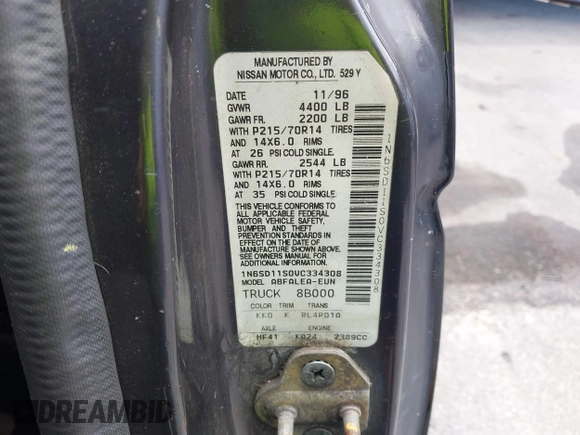 MANUFACTURED BY
NISSAN MOTOR CO., LTD. 529 Y
DATE 11/96
GVWR 4400 LB
GAWR FR. 2200 LB
WITH P215/70R14 TIRES
AND 14X6.0 RIMS
AT 26 PSI COLD SINGLE.
GAWR RR. 2544 LB
WITH P215/70R14 TIRES
AND 14X6.0 RIMS
AT 35 PSI COLD SINGLE.
THIS VEHICLE CONFORMS TO
ALL APPLICABLE FEDERAL
MOTOR VEHICLE SAFETY,
BUMPER AND THEFT
PREVENTION STANDARDS IN
EFFECT ON THE DATE OF
MANUFACTURE SHOWN ABOVE.
SEE OWNERS MANUAL FOR
ADDITIONAL INFORMATION.
1N6SD11S0VC334308
MODEL ABFALEA-EUN
TRUCK 8B000
COLOR TRIM TRANS
KK0 K RL4R01A
AXLE ENGINE
HF41 KA24 2389CC
1N6SD11S0VC334308
DREAMBID